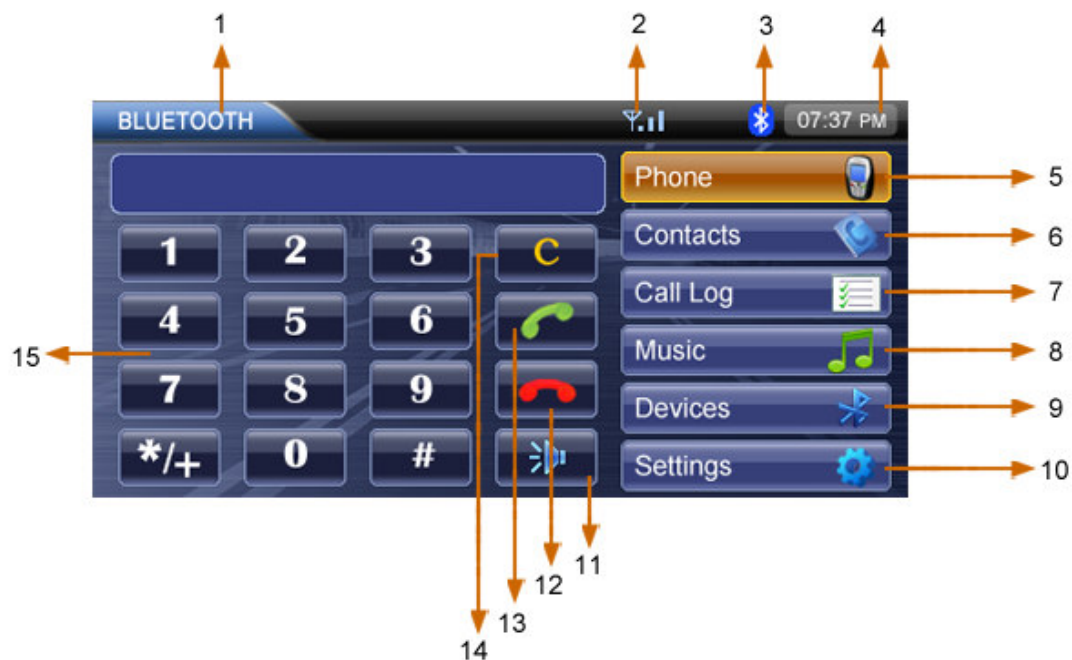 1 2 3 4
BLUETOOTH 07:37 PM
Phone 5
Contacts 6
1 2 3 C
Call Log 7
4 5 6
Music 8
15
7 8 9
Devices 9
*/+ 0 #
Settings 10
11
12
13
14